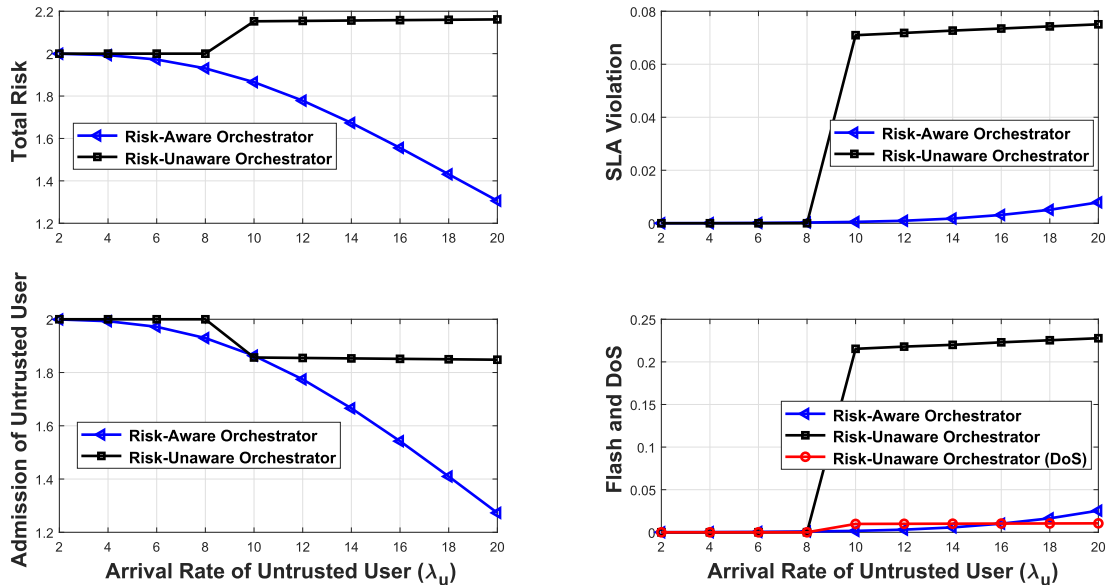 Total Risk
2.2
2
1.8
1.6
1.4
1.2
Risk-Aware Orchestrator
Risk-Unaware Orchestrator
2 4 6 8 10 12 14 16 18 20
SLA Violation
0.08
0.06
0.04
0.002
0
Risk-Aware Orchestrator
Risk-Unaware Orchestrator
2 4 6 8 10 12 14 16 18 20
Admission of Untrusted User
2
1.8
1.6
1.4
1.2
Risk-Aware Orchestrator
Risk-Unaware Orchestrator
2 4 6 8 10 12 14 16 18 20
Arrival Rate of Untrusted User (λu)
Flash and DoS
0.25
0.2
0.15
0.1
0.05
0
Risk-Aware Orchestrator
Risk-Unaware Orchestrator
Risk-Unaware Orchestrator (DoS)
2 4 6 8 10 12 14 16 18 20
Arrival Rate of Untrusted User (λu)